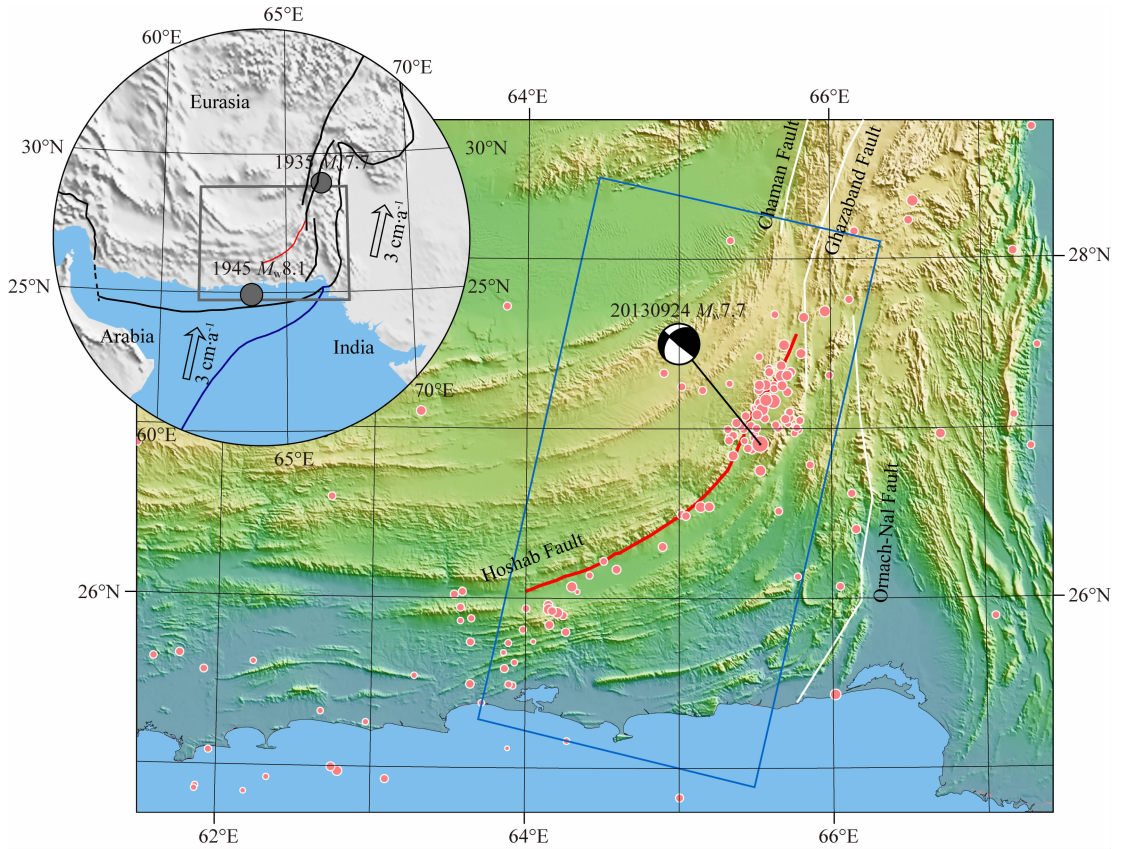 65°E
60°E
70°E
Eurasia
64°E
66°E
30°N
30°N
1935 Mw7.7
Chaman Fault
Ghazaband Fault
3 cm·a⁻¹
28°N
1945 Mw8.1
25°N
25°N
20130924 Mw7.7
Arabia
3 cm·a⁻¹
India
70°E
60°E
65°E
Hoshab Fault
Ornach-Nal Fault
26°N
26°N
62°E
64°E
66°E